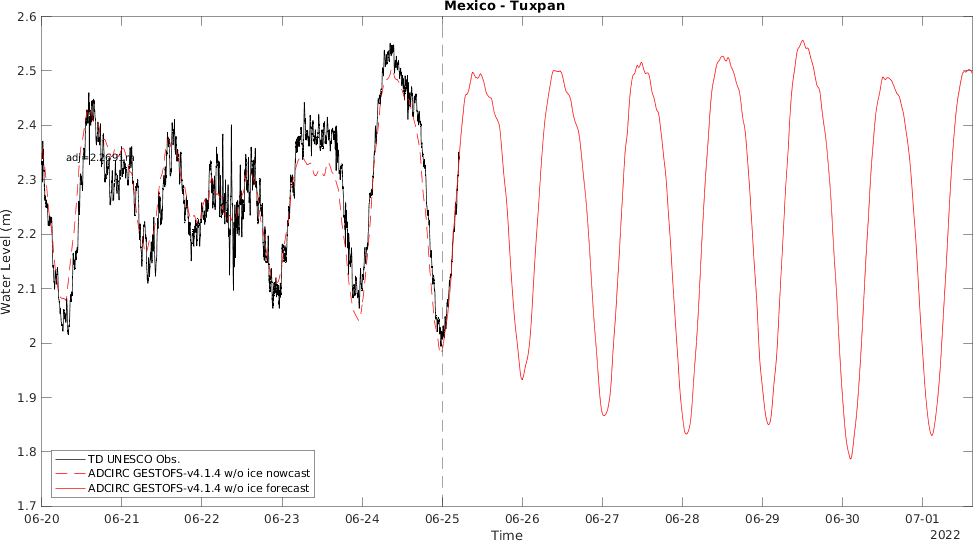 Mexico - Tuxpan
2.6
2.5
2.4
2.3
2.2
2.1
2
1.9
1.8
1.7
Water Level (m)
TD UNESCO Obs.
ADCIRC GESTOFS-v4.1.4 w/o ice nowcast
ADCIRC GESTOFS-v4.1.4 w/o ice forecast
06-20 06-21 06-22 06-23 06-24 06-25 06-26 06-27 06-28 06-29 06-30 07-01
Time
2022